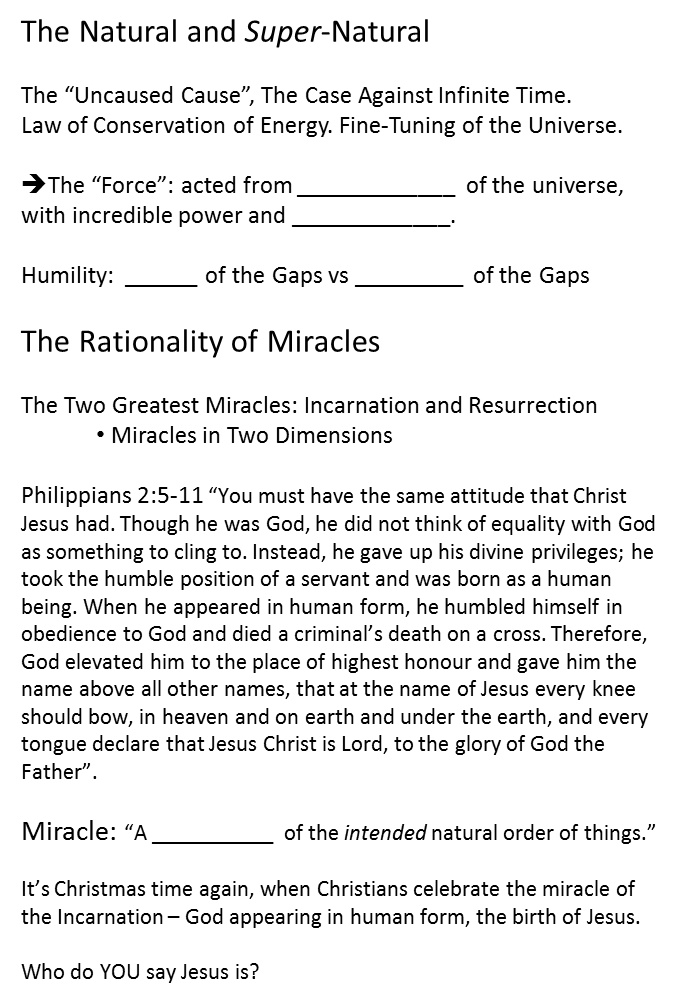 The Natural and Super-Natural
The “Uncaused Cause”, The Case Against Infinite Time.
Law of Conservation of Energy. Fine-Tuning of the Universe.
➔The “Force”: acted from _____________ of the universe,
with incredible power and _____________.
Humility: ______ of the Gaps vs _________ of the Gaps
The Rationality of Miracles
The Two Greatest Miracles: Incarnation and Resurrection
• Miracles in Two Dimensions
Philippians 2:5-11 “You must have the same attitude that Christ
Jesus had. Though he was God, he did not think of equality with God
as something to cling to. Instead, he gave up his divine privileges; he
took the humble position of a servant and was born as a human
being. When he appeared in human form, he humbled himself in
obedience to God and died a criminal’s death on a cross. Therefore,
God elevated him to the place of highest honour and gave him the
name above all other names, that at the name of Jesus every knee
should bow, in heaven and on earth and under the earth, and every
tongue declare that Jesus Christ is Lord, to the glory of God the
Father”.
Miracle: “A __________ of the intended natural order of things.”
It’s Christmas time again, when Christians celebrate the miracle of
the Incarnation – God appearing in human form, the birth of Jesus.
Who do YOU say Jesus is?